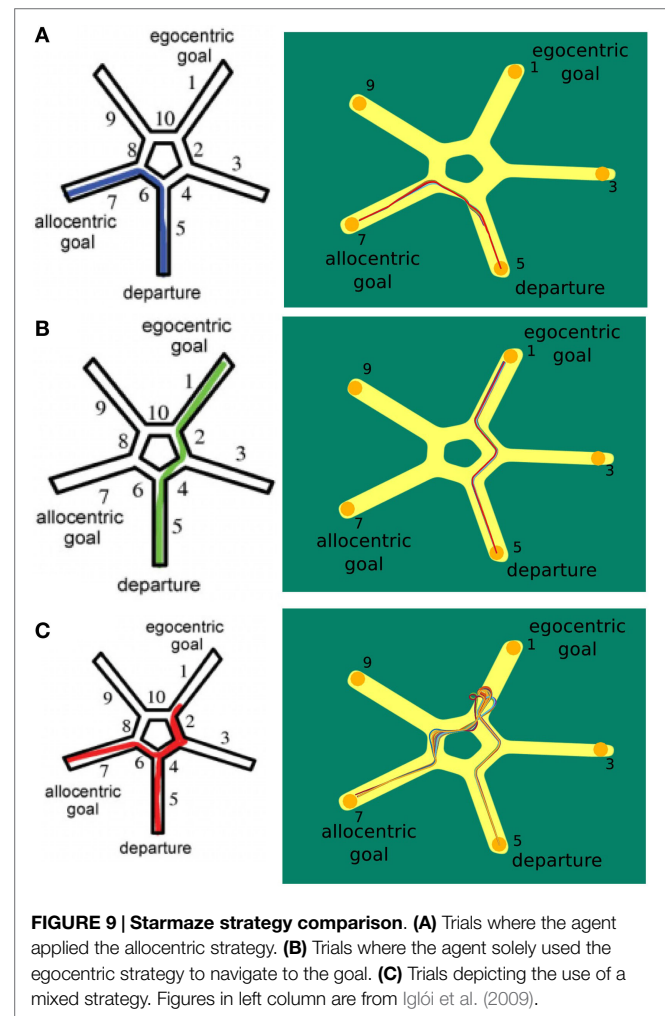 A
egocentric
goal
1
9
10
8
2
3
7
6
4
5
allocentric
goal
departure
egocentric
1
goal
9
3
7
allocentric
goal
5
departure
B
egocentric
goal
1
9
10
8
2
3
7
6
4
5
allocentric
goal
departure
egocentric
1
goal
9
3
7
allocentric
goal
5
departure
C
egocentric
goal
1
9
10
8
2
3
7
6
4
5
allocentric
goal
departure
egocentric
1
goal
9
3
7
allocentric
goal
5
departure
FIGURE 9 | Starmaze strategy comparison. (A) Trials where the agent
applied the allocentric strategy. (B) Trials where the agent solely used the
egocentric strategy to navigate to the goal. (C) Trials depicting the use of a
mixed strategy. Figures in left column are from Iglói et al. (2009).